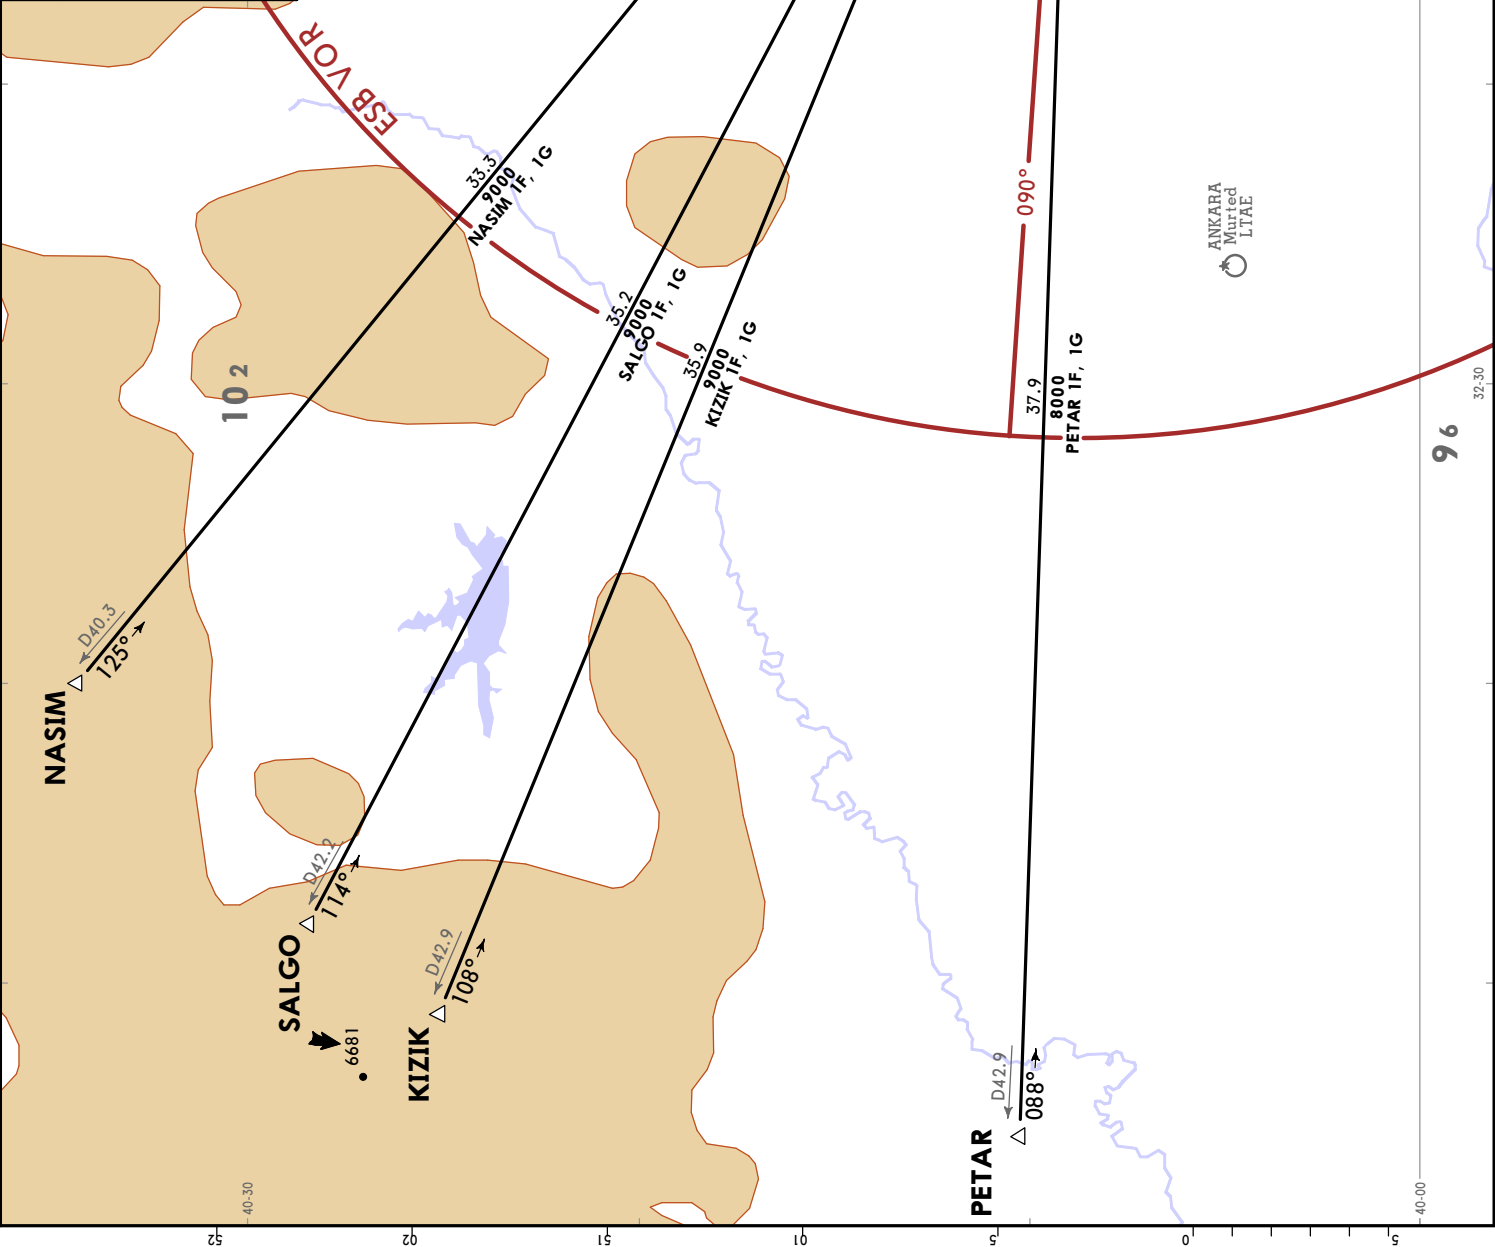 ESB VOR
33.3
9000
NASIM 1F, 1G
35.2
9000
SALGO 1F, 1G
35.9
9000
KIZIK 1F, 1G
090°
37.9
8000
PETAR 1F, 1G
ANKARA
Murted
LTAE
32-30
10 2
9 6
D40.3
125°
NASIM
D42.2
114°
SALGO
6681
D42.9
108°
KIZIK
D42.9
088°
PETAR
40-30
40-00
25
20
15
10
5
0
5